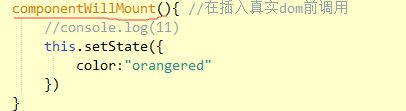 componentWillMount(){ //在插入真实dom前调用
//console.log(11)
this.setState({
color:"orangered"
})
}